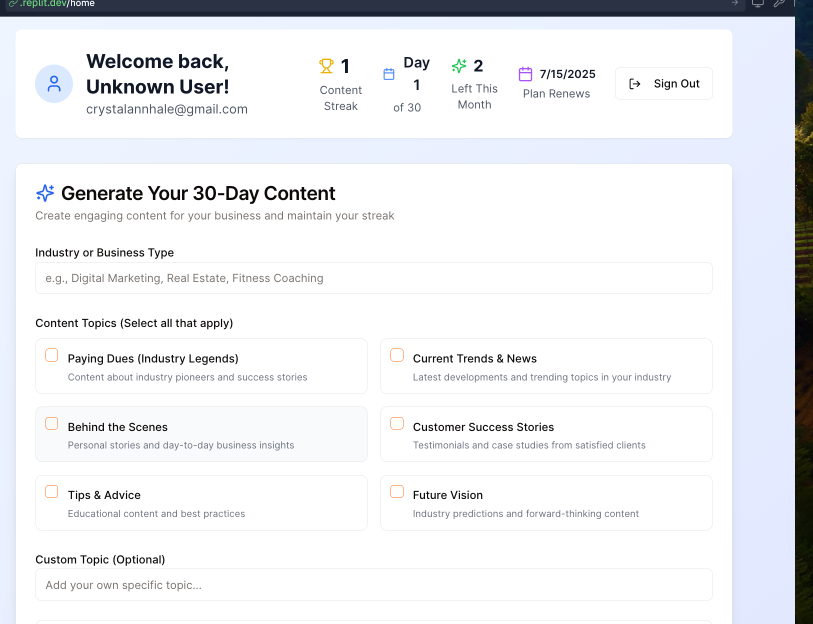 .replit.dev/home
Welcome back,
Unknown User!
crystalannhale@gmail.com
1
Content
Streak
Day
1
of 30
2
Left This
Month
7/15/2025
Plan Renews
Sign Out
Generate Your 30-Day Content
Create engaging content for your business and maintain your streak
Industry or Business Type
e.g., Digital Marketing, Real Estate, Fitness Coaching
Content Topics (Select all that apply)
Paying Dues (Industry Legends)
Content about industry pioneers and success stories
Current Trends & News
Latest developments and trending topics in your industry
Behind the Scenes
Personal stories and day-to-day business insights
Customer Success Stories
Testimonials and case studies from satisfied clients
Tips & Advice
Educational content and best practices
Future Vision
Industry predictions and forward-thinking content
Custom Topic (Optional)
Add your own specific topic...